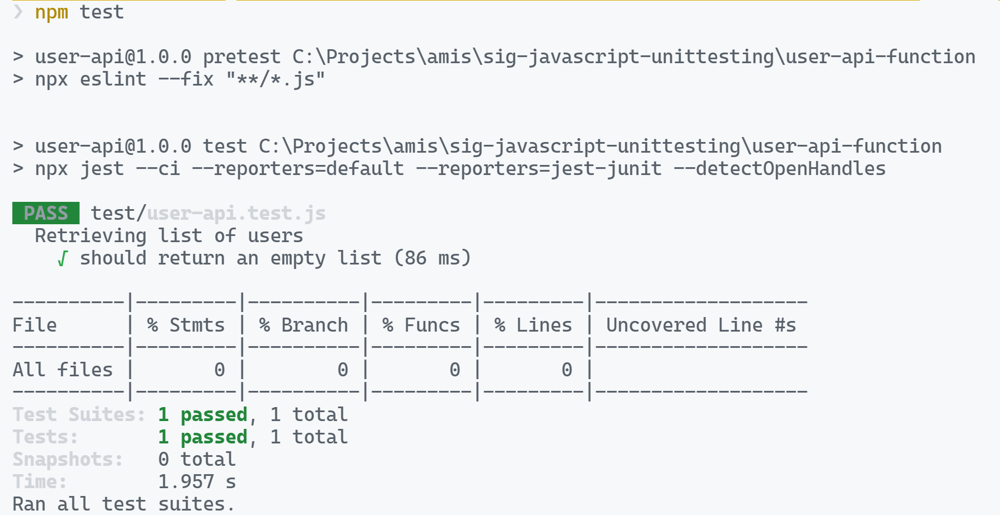 ❯ npm test
> user-api@1.0.0 pretest C:\Projects\amis\sig-javascript-unittesting\user-api-function
> npx eslint --fix "**/*.js"
> user-api@1.0.0 test C:\Projects\amis\sig-javascript-unittesting\user-api-function
> npx jest --ci --reporters=default --reporters=jest-junit --detectOpenHandles
PASS test/user-api.test.js
Retrieving list of users
√ should return an empty list (86 ms)
----------|---------|----------|---------|---------|-------------------
File      | % Stmts | % Branch | % Funcs | % Lines | Uncovered Line #s
----------|---------|----------|---------|---------|-------------------
All files |       0 |        0 |       0 |       0 |
----------|---------|----------|---------|---------|-------------------
Test Suites: 1 passed, 1 total
Tests:       1 passed, 1 total
Snapshots:   0 total
Time:        1.957 s
Ran all test suites.